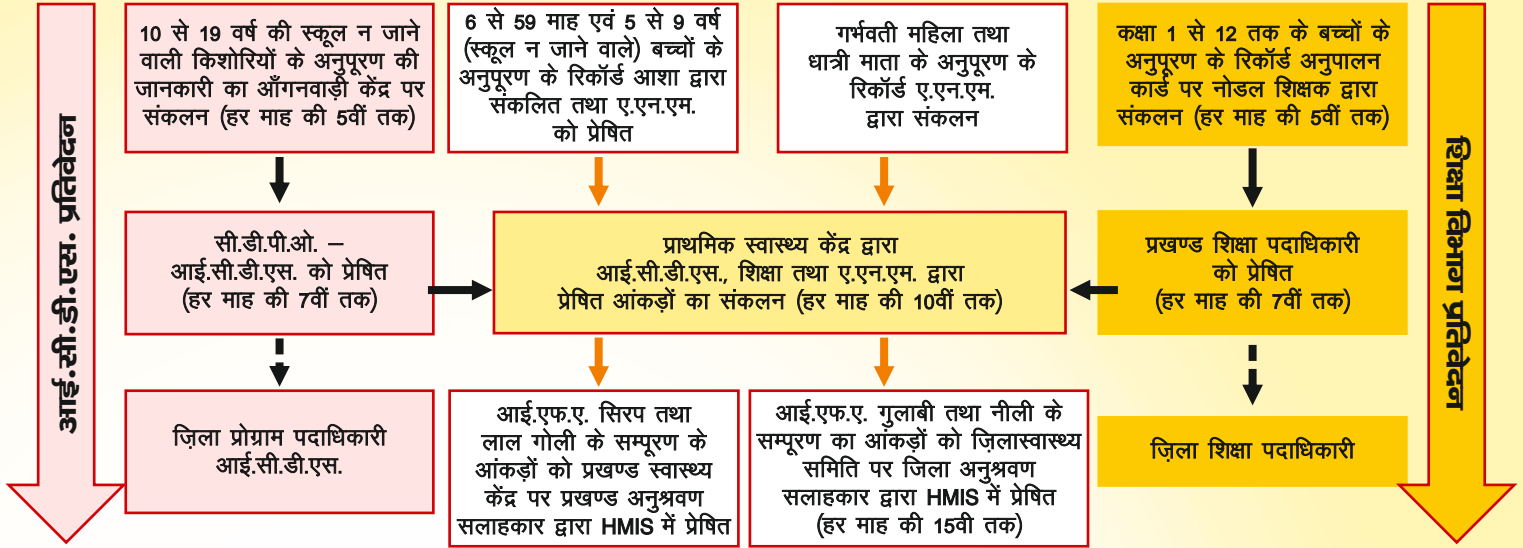 आई.सी.डी.एस. प्रतिवेदन
10 से 19 वर्ष की स्कूल न जाने
वाली किशोरियों के अनुपूरण की
जानकारी का आँगनवाड़ी केंद्र पर
संकलन (हर माह की 5वीं तक)
6 से 59 माह एवं 5 से 9 वर्ष
(स्कूल न जाने वाले) बच्चों के
अनुपूरण के रिकॉर्ड आशा द्वारा
संकलित तथा ए.एन.एम.
को प्रेषित
गर्भवती महिला तथा
धात्री माता के अनुपूरण के
रिकॉर्ड ए.एन.एम.
द्वारा संकलन
कक्षा 1 से 12 तक के बच्चों के
अनुपूरण के रिकॉर्ड अनुपालन
कार्ड पर नोडल शिक्षक द्वारा
संकलन (हर माह की 5वीं तक)
शिक्षा विभाग प्रतिवेदन
सी.डी.पी.ओ. –
आई.सी.डी.एस. को प्रेषित
(हर माह की 7वीं तक)
प्राथमिक स्वास्थ्य केंद्र द्वारा
आई.सी.डी.एस., शिक्षा तथा ए.एन.एम. द्वारा
प्रेषित आंकड़ों का संकलन (हर माह की 10वीं तक)
प्रखण्ड शिक्षा पदाधिकारी
को प्रेषित
(हर माह की 7वीं तक)
ज़िला प्रोग्राम पदाधिकारी
आई.सी.डी.एस.
आई.एफ.ए. सिरप तथा
लाल गोली के सम्पूरण के
आंकड़ों को प्रखण्ड स्वास्थ्य
केंद्र पर प्रखण्ड अनुश्रवण
सलाहकार द्वारा HMIS में प्रेषित
आई.एफ.ए. गुलाबी तथा नीली के
सम्पूरण का आंकड़ों को ज़िलास्वास्थ्य
समिति पर जिला अनुश्रवण
सलाहकार द्वारा HMIS में प्रेषित
(हर माह की 15वी तक)
ज़िला शिक्षा पदाधिकारी